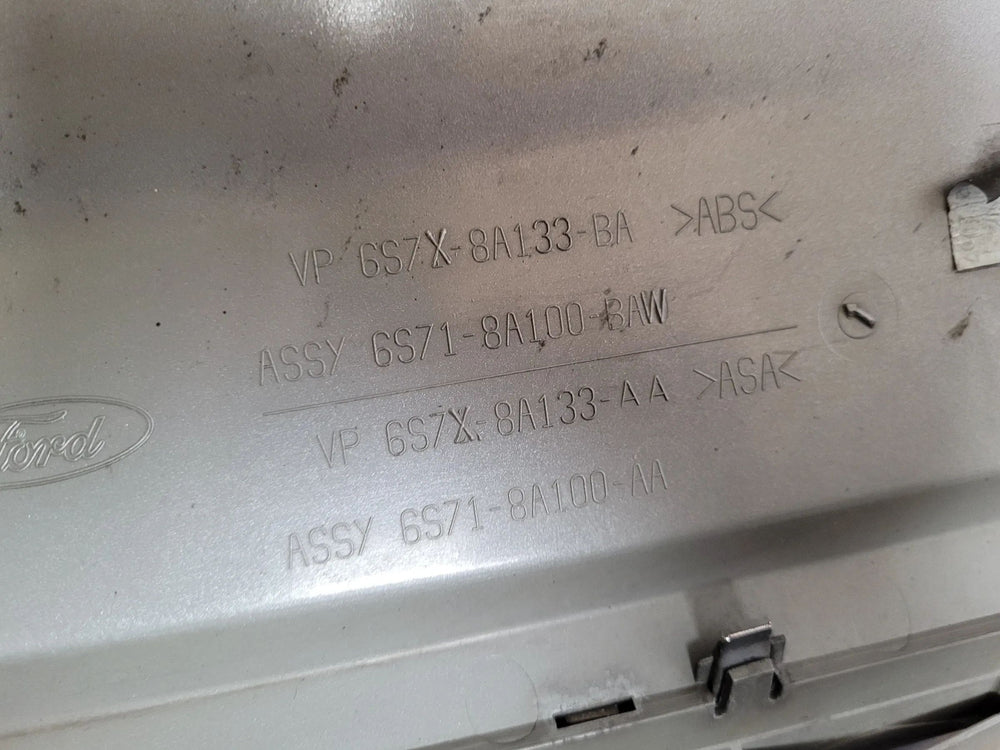 VP 6S7X-8A133-BA >ABS<
ASSY 6S71-8A100-BAW
Ford
VP 6S7X-8A133-AA >ASA<
ASSY 6S71-8A100-AA